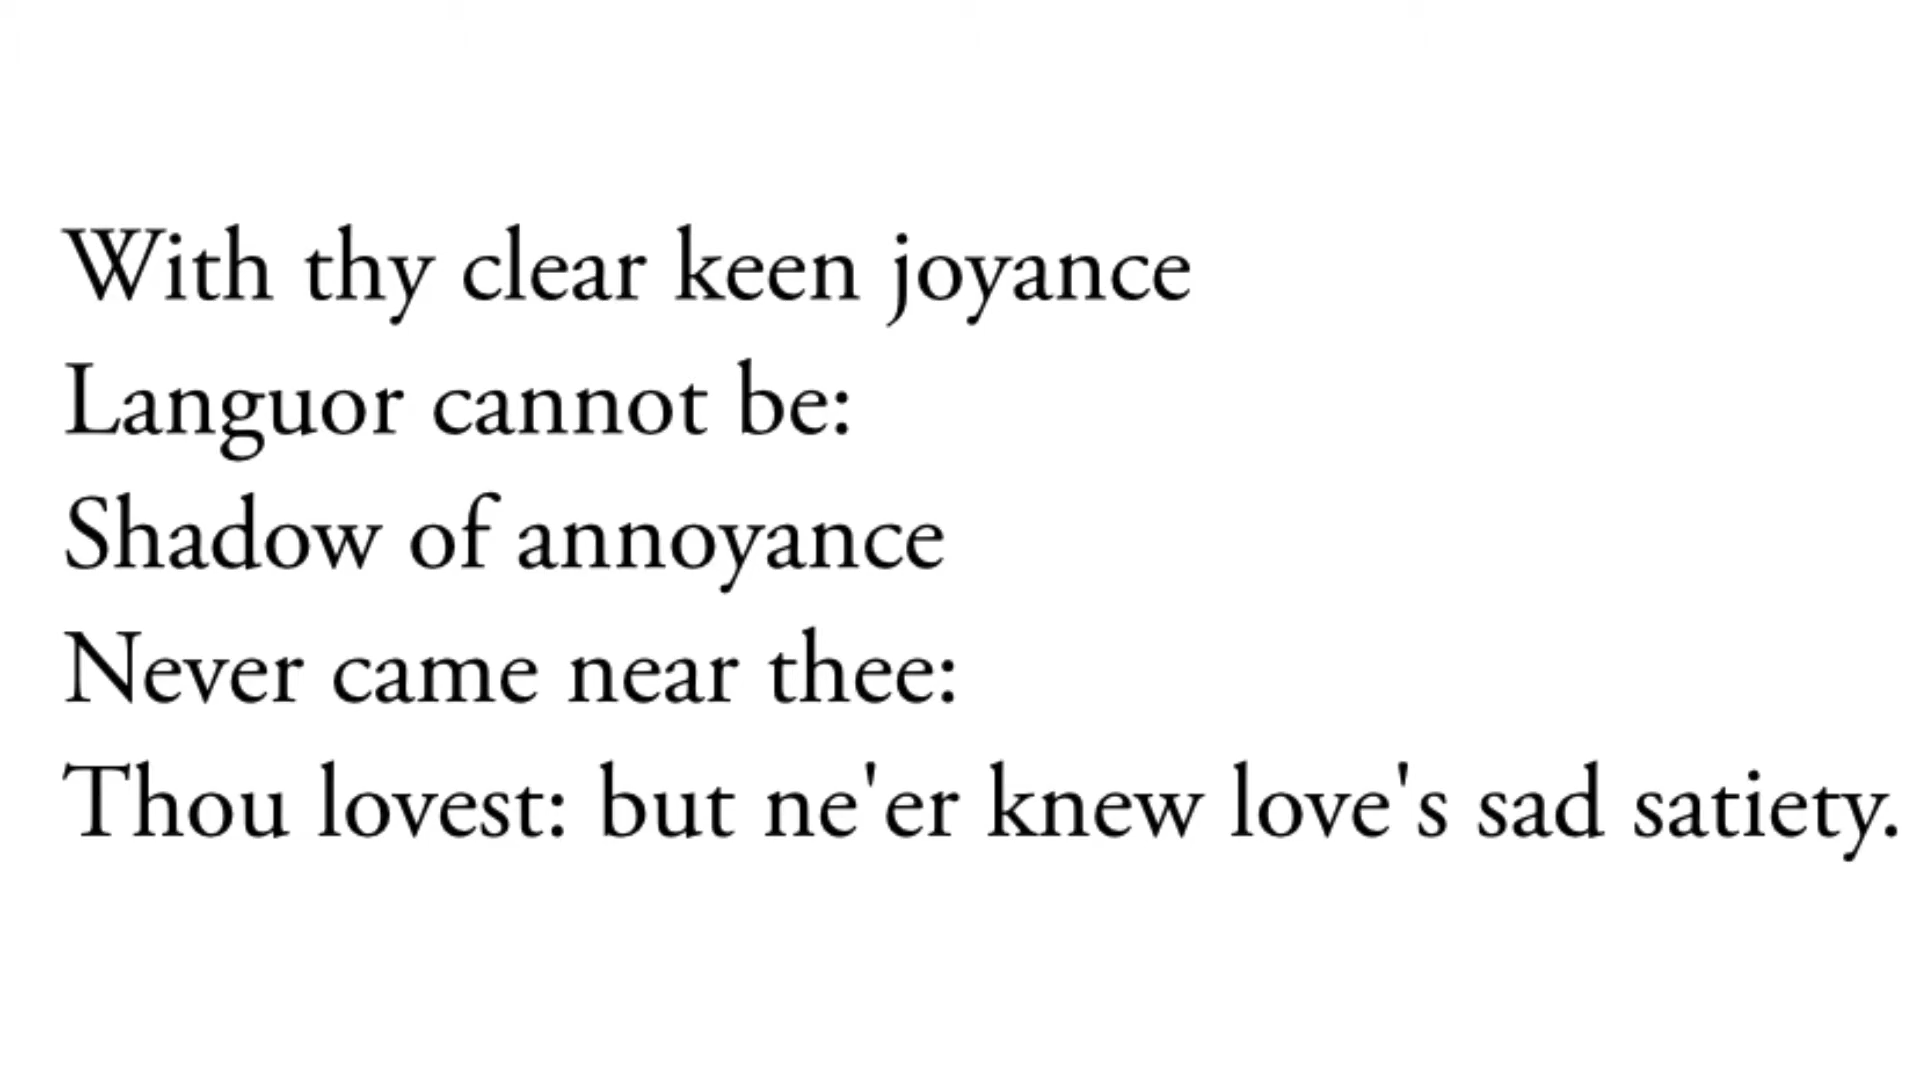 With thy clear keen joyance
Languor cannot be:
Shadow of annoyance
Never came near thee:
Thou lovest: but ne'er knew love's sad satiety.